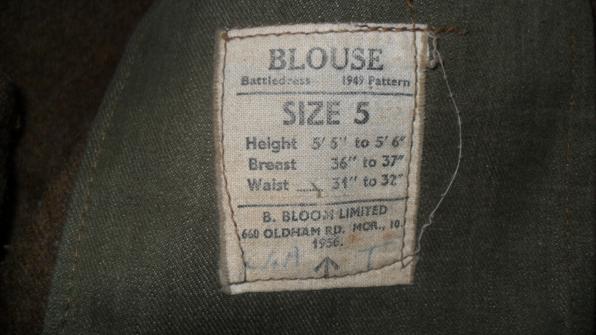 BLOUSE
Battledress 1949 Pattern
SIZE 5
Height 5' 5" to 5' 6"
Breast 36" to 37"
Waist 31" to 32"
B. BLOOM LIMITED
660 OLDHAM RD. MCR., 10.
1956.